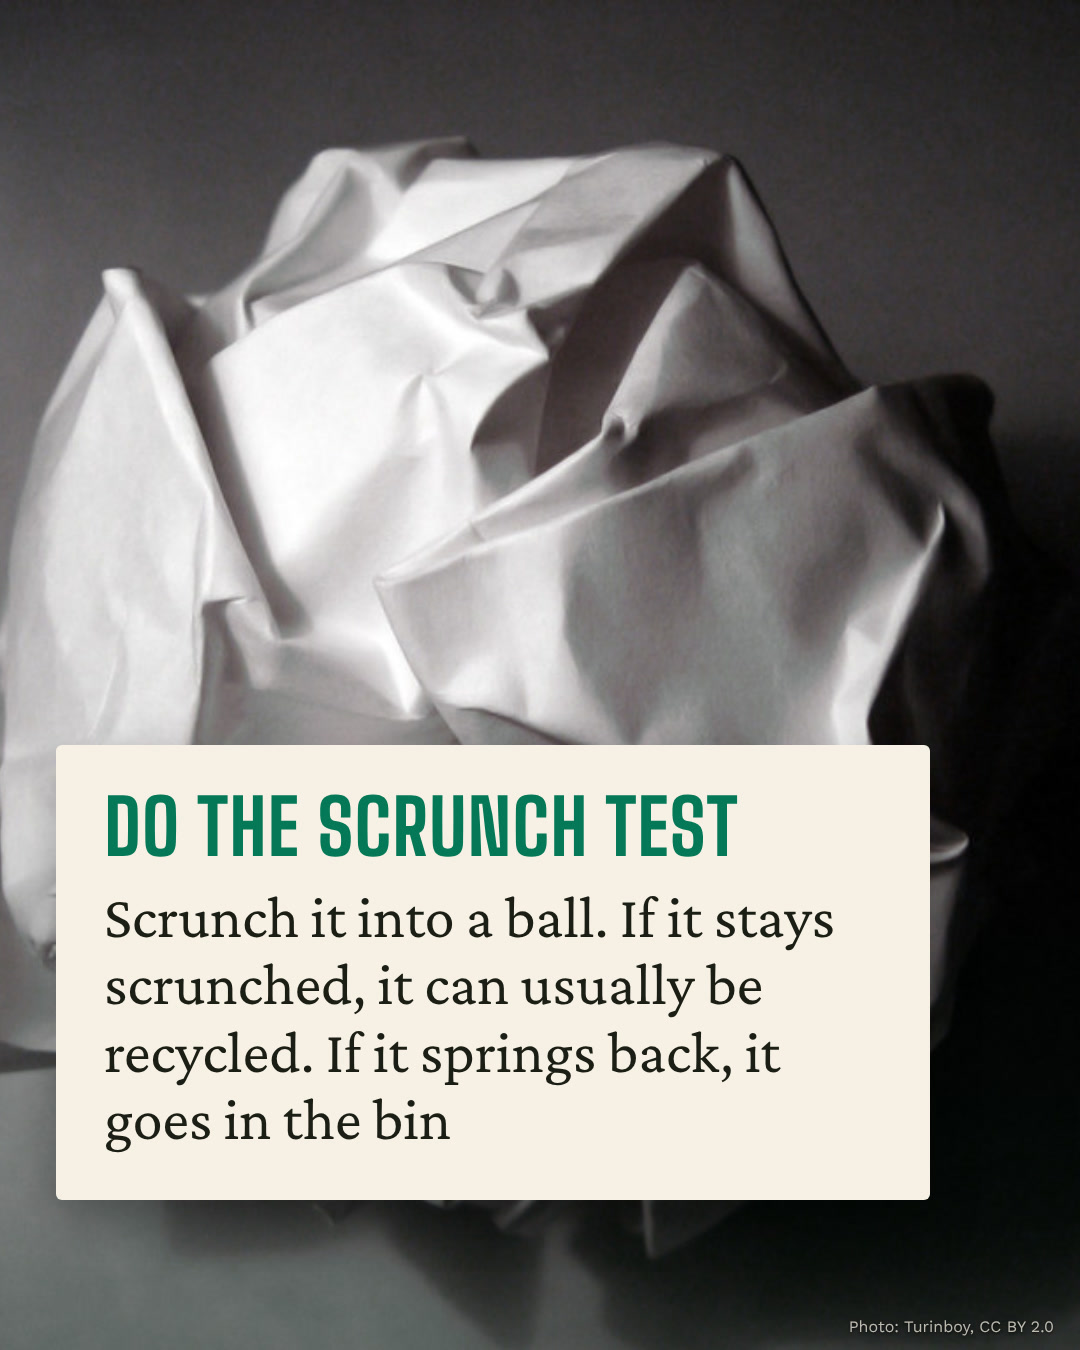 DO THE SCRUNCH TEST
Scrunch it into a ball. If it stays
scrunched, it can usually be
recycled. If it springs back, it
goes in the bin
Photo: Turinboy, CC BY 2.0